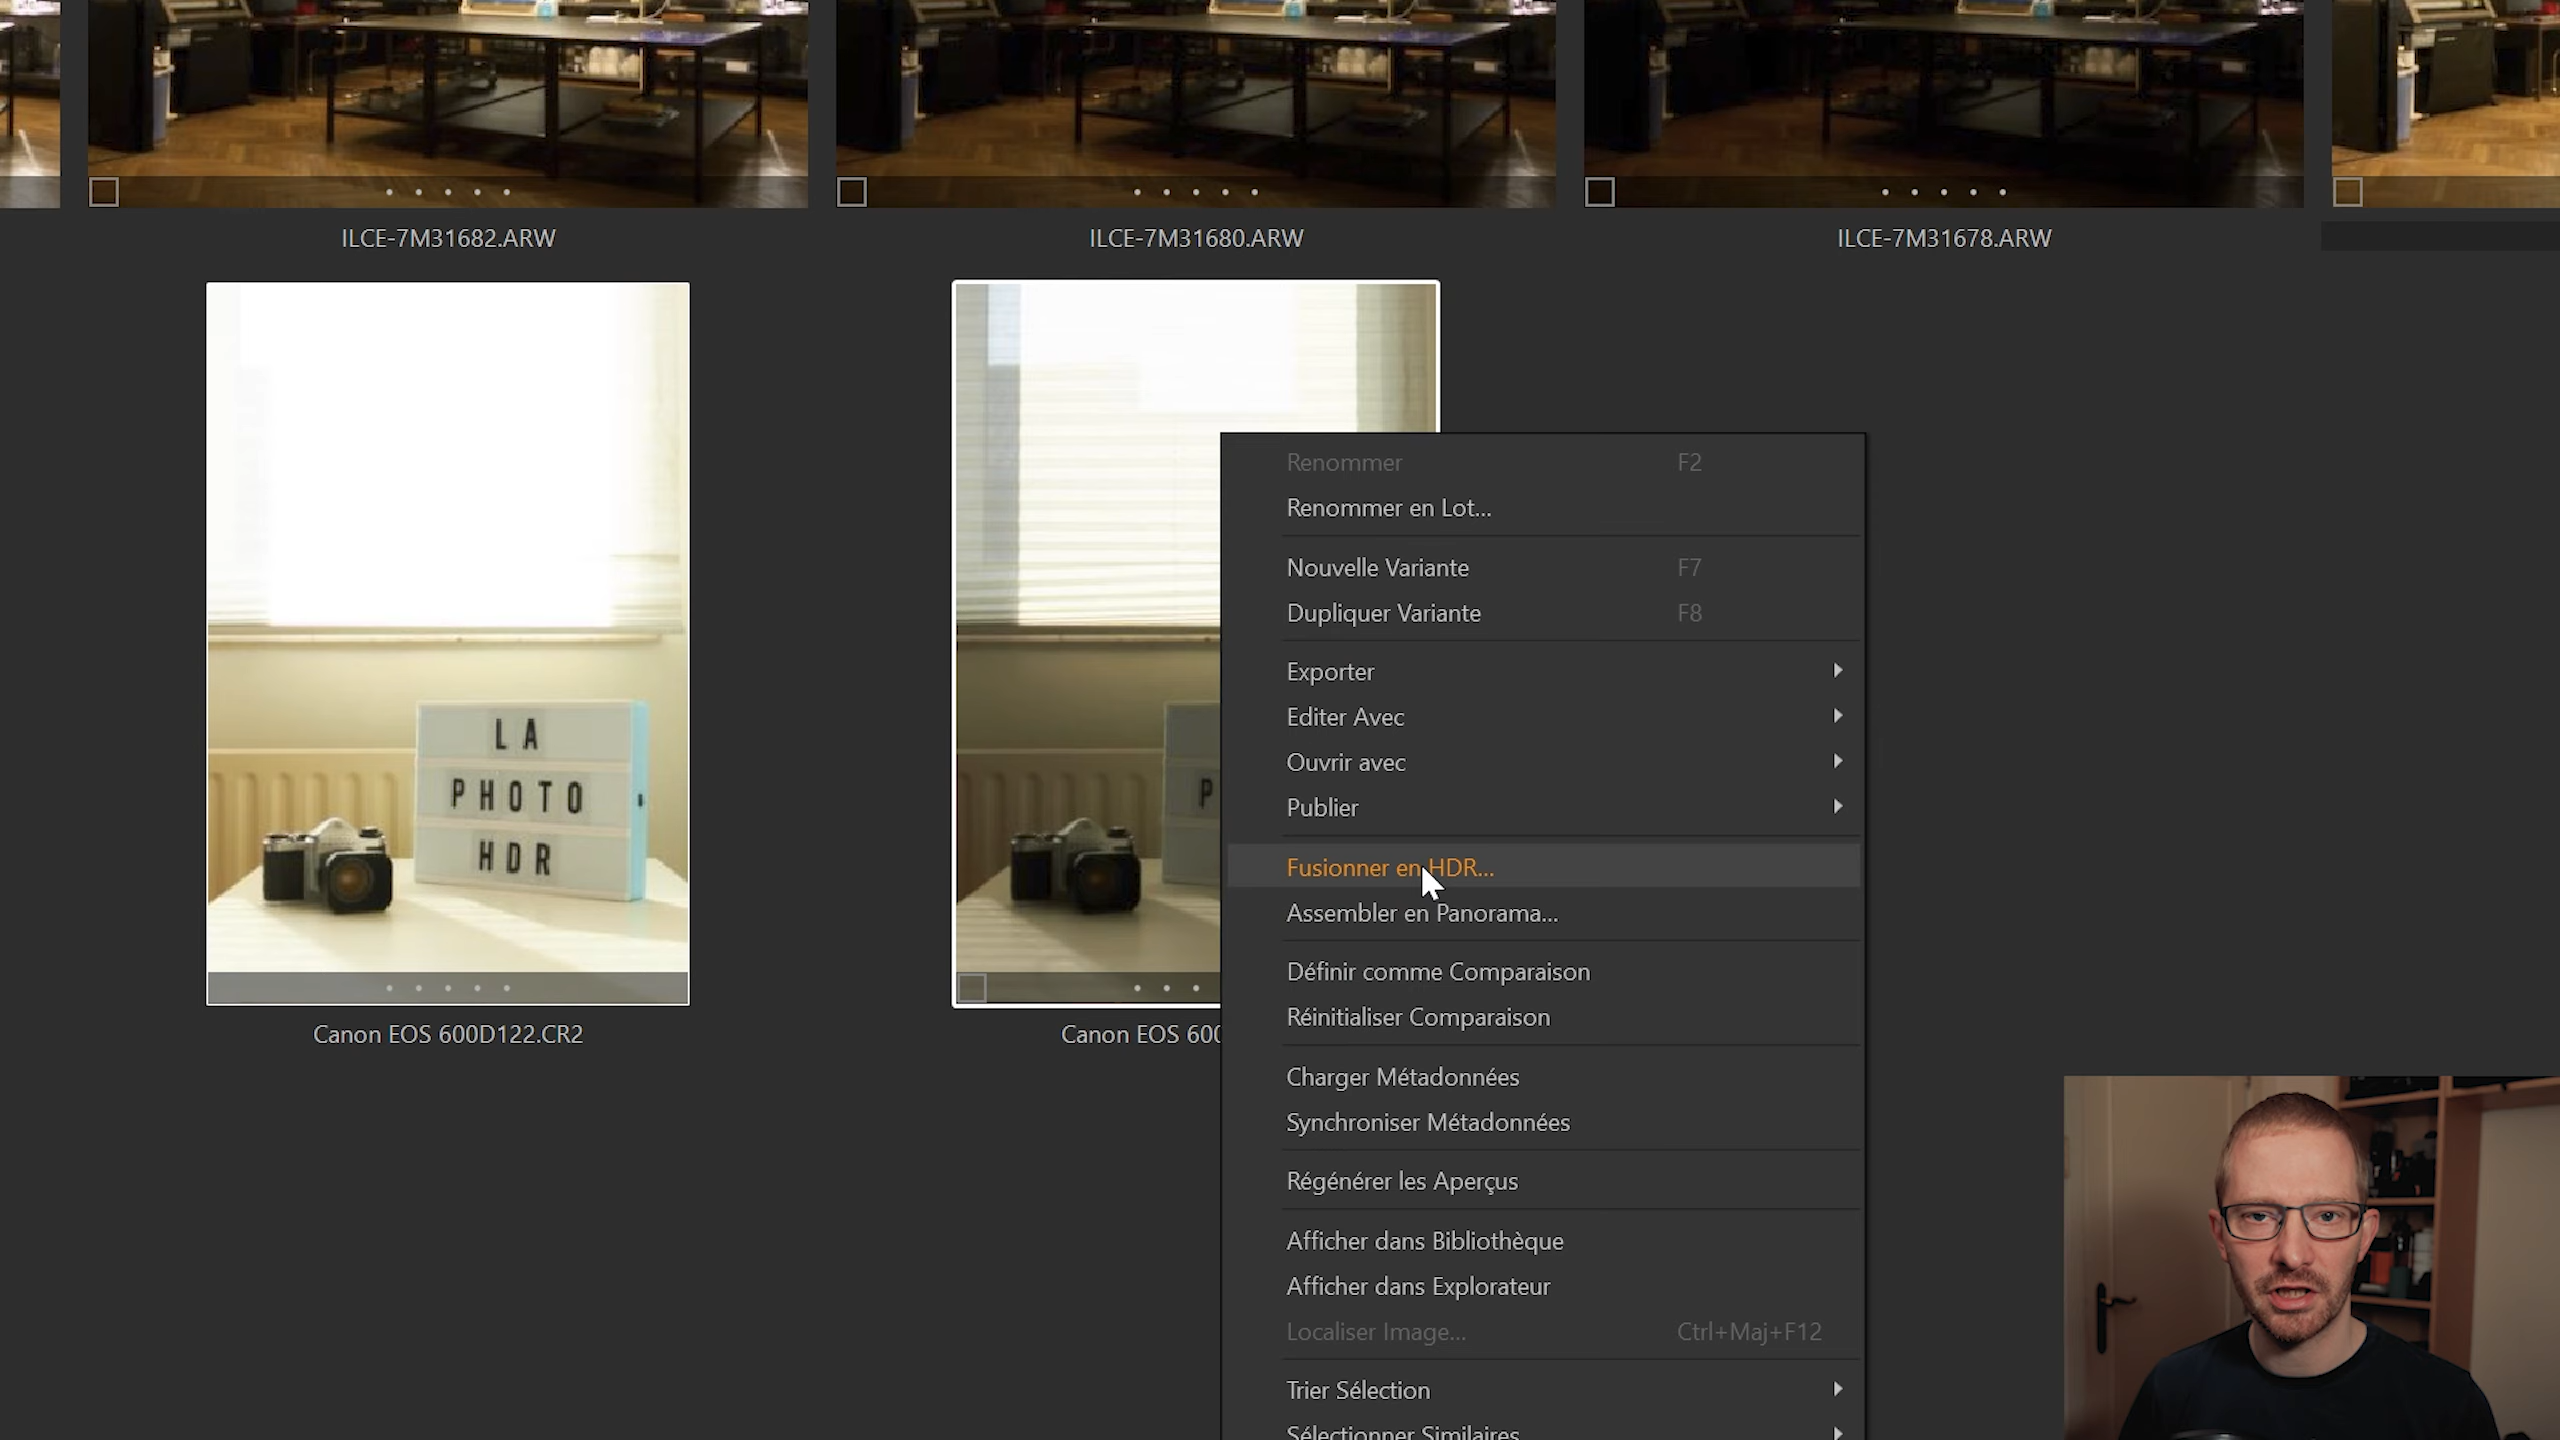 ILCE-7M31682.ARW
ILCE-7M31680.ARW
ILCE-7M31678.ARW
LA
PHOTO
HDR
Canon EOS 600D122.CR2
P
Canon EOS 600
Renommer F2
Renommer en Lot...
Nouvelle Variante F7
Dupliquer Variante F8
Exporter
Editer Avec
Ouvrir avec
Publier
Fusionner en HDR...
Assembler en Panorama...
Définir comme Comparaison
Réinitialiser Comparaison
Charger Métadonnées
Synchroniser Métadonnées
Régénérer les Aperçus
Afficher dans Bibliothèque
Afficher dans Explorateur
Localiser Image... Ctrl+Maj+F12
Trier Sélection
Sélectionner Similaires